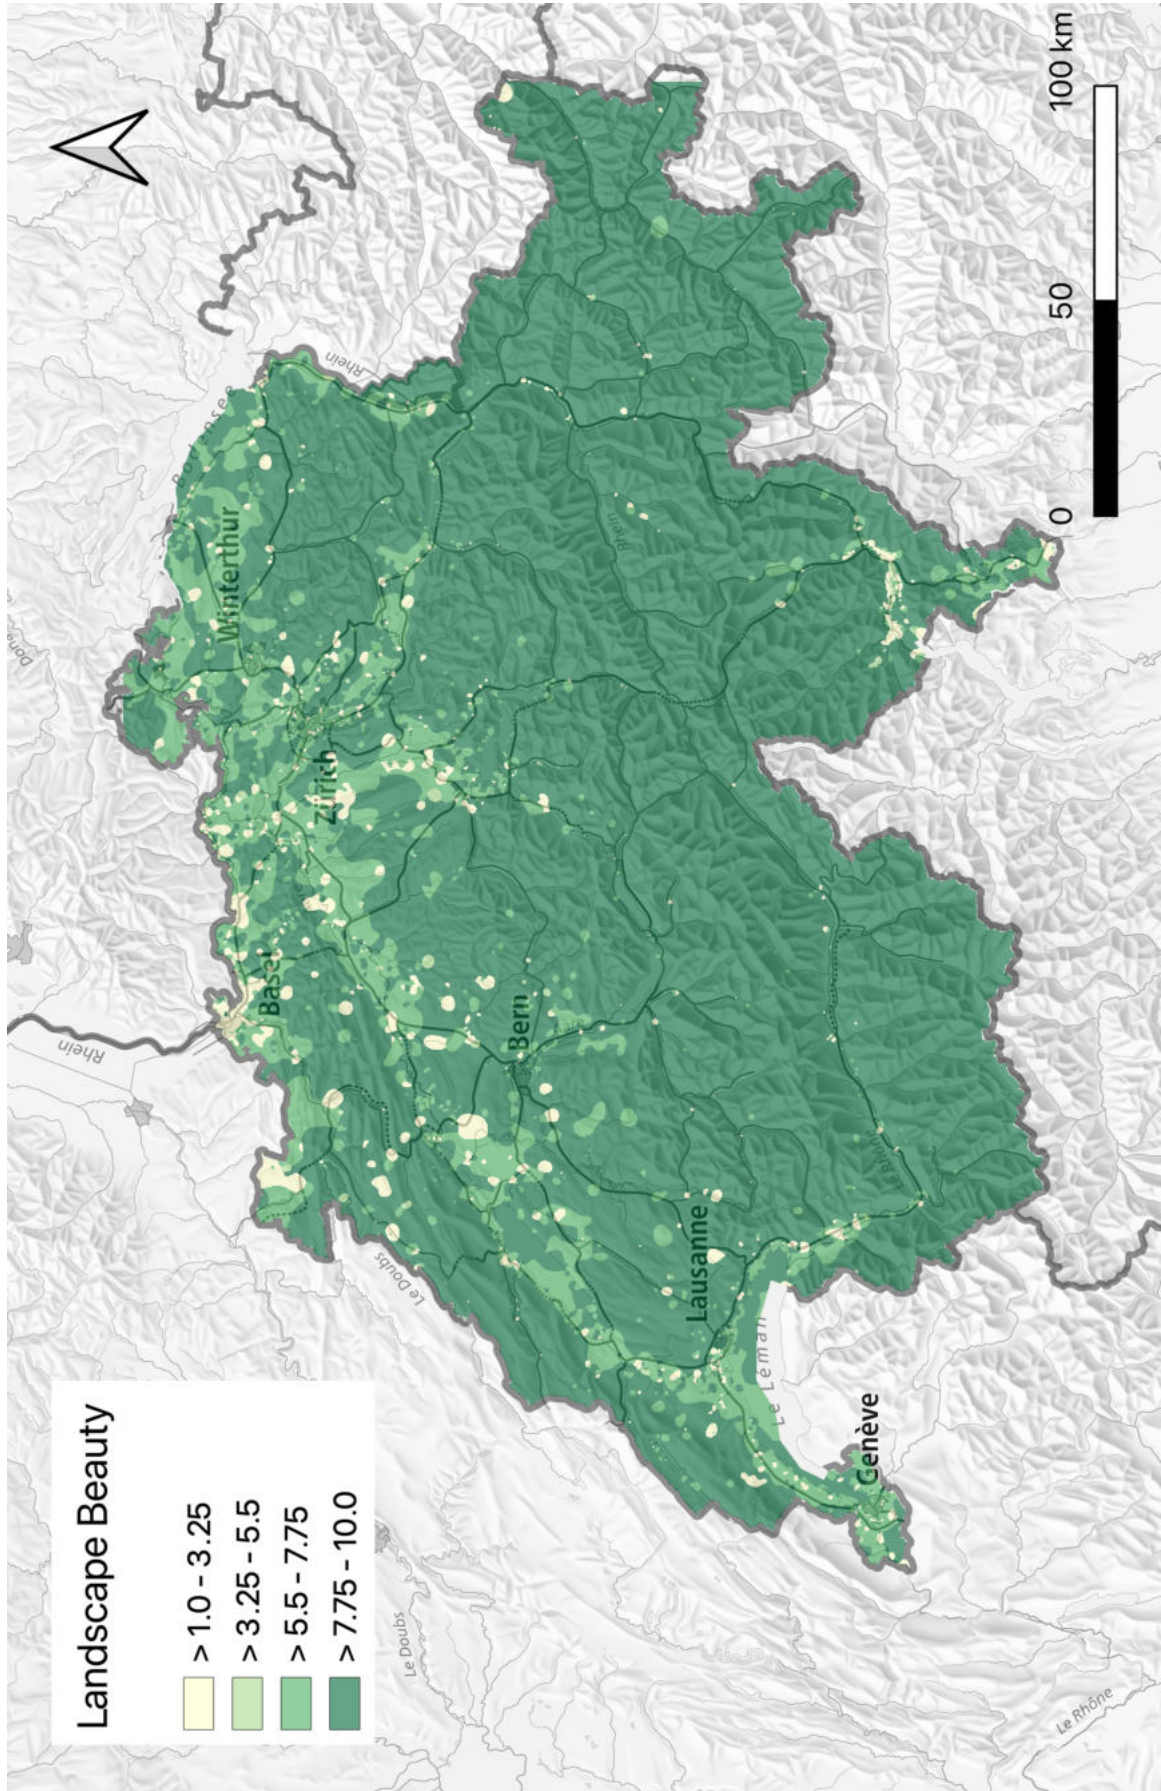 Landscape Beauty
> 1.0 - 3.25
> 3.25 - 5.5
> 5.5 - 7.75
> 7.75 - 10.0
Rhein
Basel
Zürich
Winterthur
Bodensee
Rhein
Le Doubs
Le Doubs
Bern
Lausanne
Le Léman
Genève
Rhône
Rhein
Le Rhône
0
50
100 km